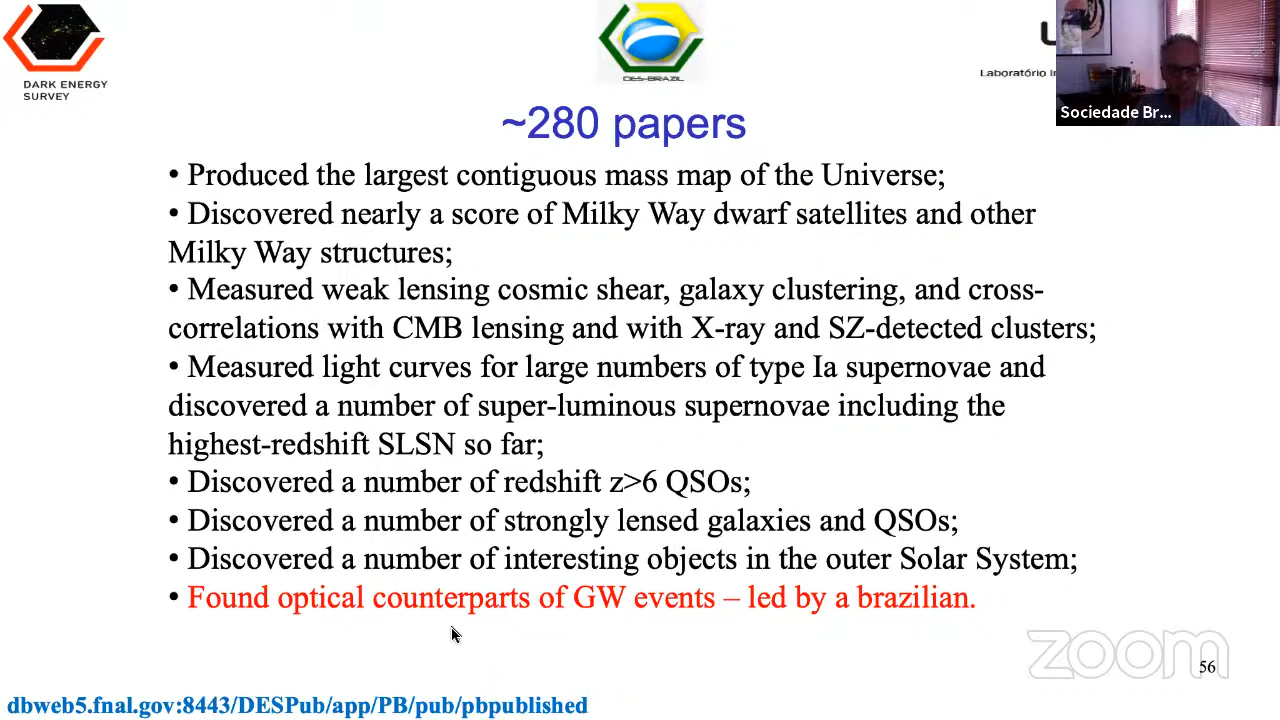 DARK ENERGY
SURVEY
DES-BRAZIL
Laboratório
Sociedade Br...
~280 papers
• Produced the largest contiguous mass map of the Universe;
• Discovered nearly a score of Milky Way dwarf satellites and other
Milky Way structures;
• Measured weak lensing cosmic shear, galaxy clustering, and cross-
correlations with CMB lensing and with X-ray and SZ-detected clusters;
• Measured light curves for large numbers of type Ia supernovae and
discovered a number of super-luminous supernovae including the
highest-redshift SLSN so far;
• Discovered a number of redshift z>6 QSOs;
• Discovered a number of strongly lensed galaxies and QSOs;
• Discovered a number of interesting objects in the outer Solar System;
• Found optical counterparts of GW events – led by a brazilian.
zoom
56
dbweb5.fnal.gov:8443/DESPub/app/PB/pub/pbpublished